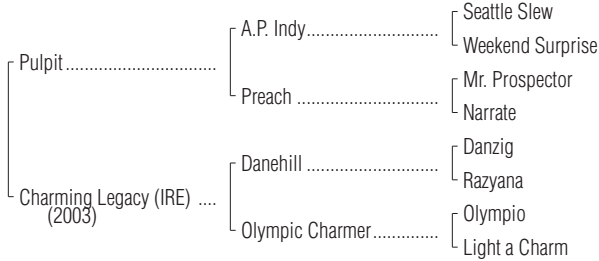 Seattle Slew
A.P. Indy
Weekend Surprise
Pulpit
Mr. Prospector
Preach
Narrate
Danzig
Danehill
Razyana
Charming Legacy (IRE)
(2003)
Olympio
Olympic Charmer
Light a Charm